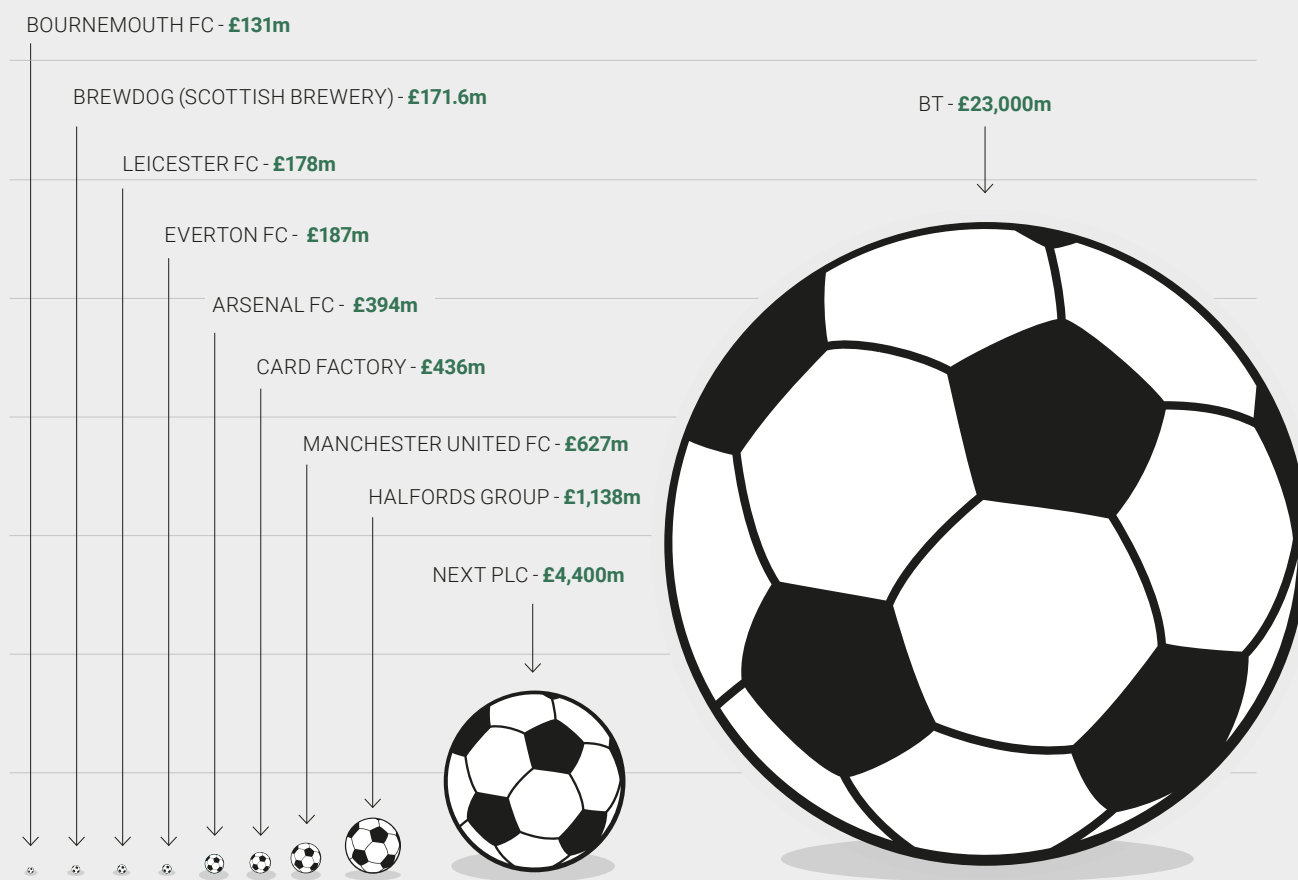 BOURNEMOUTH FC - £131m
BREWDOG (SCOTTISH BREWERY) - £171.6m
BT - £23,000m
LEICESTER FC - £178m
EVERTON FC - £187m
ARSENAL FC - £394m
CARD FACTORY - £436m
MANCHESTER UNITED FC - £627m
HALFORDS GROUP - £1,138m
NEXT PLC - £4,400m